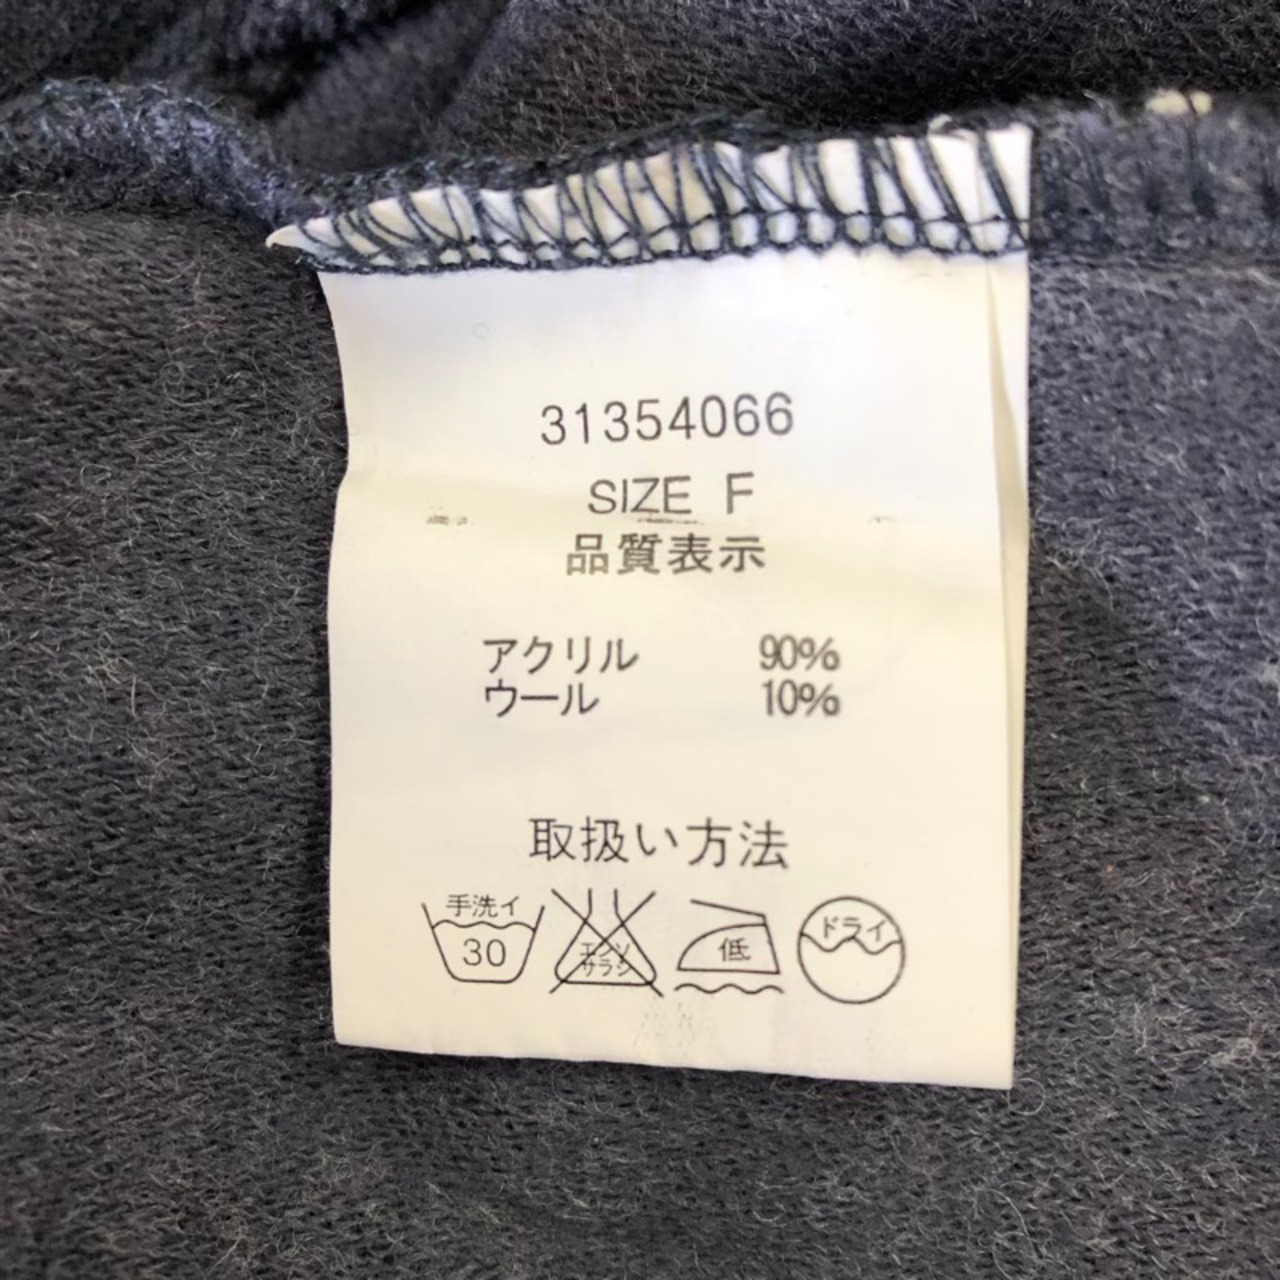 31354066
SIZE F
品質表示
アクリル 90%
ウール 10%
取扱い方法
手洗イ
30
エンソ
サラシ
低
ドライ